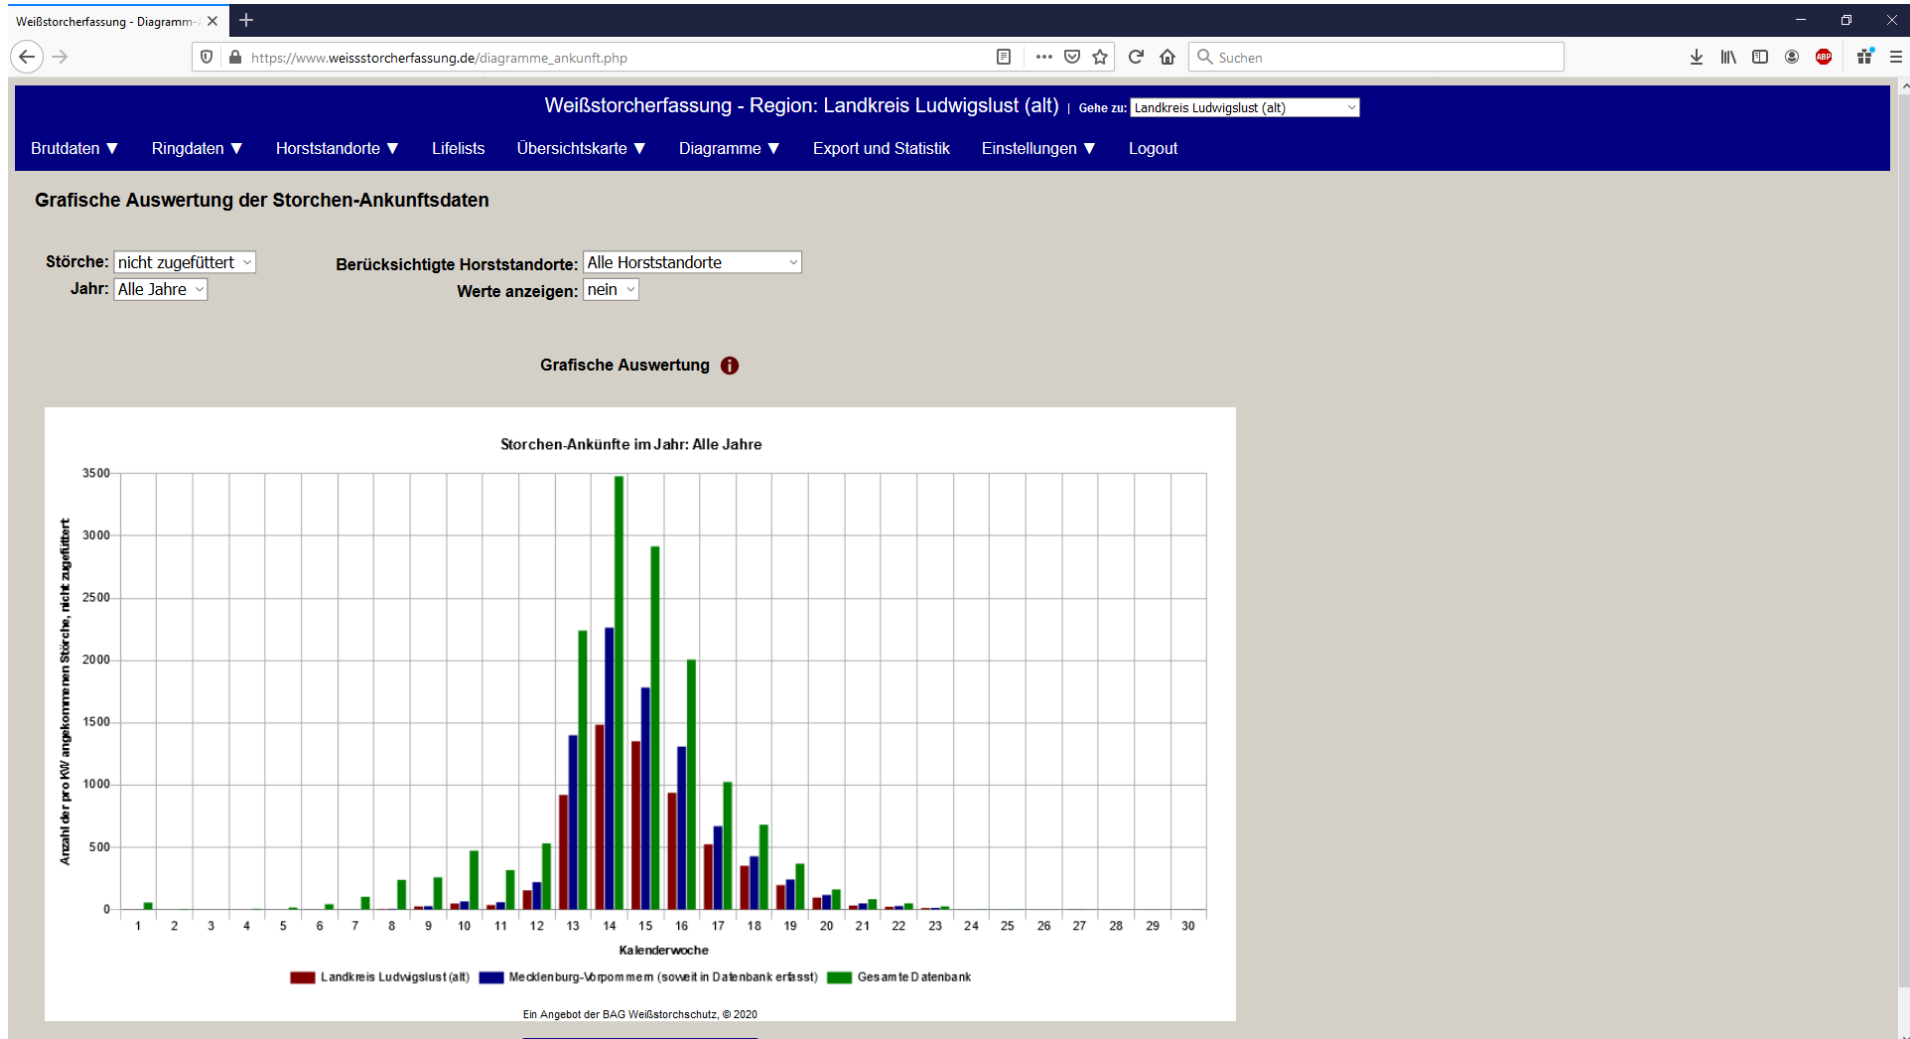 Weißstorcherfassung - Diagramm-
https://www.weissstorcherfassung.de/diagramme_ankunft.php
Suchen
ABP
Weißstorcherfassung - Region: Landkreis Ludwigslust (alt) | Gehe zu: Landkreis Ludwigslust (alt)
Brutdaten ▼ Ringdaten ▼ Horststandorte ▼ Lifelists Übersichtskarte ▼ Diagramme ▼ Export und Statistik Einstellungen ▼ Logout
Grafische Auswertung der Storchen-Ankunftsdaten
Störche: nicht zugefüttert Berücksichtigte Horststandorte: Alle Horststandorte
Jahr: Alle Jahre Werte anzeigen: nein
Grafische Auswertung
Storchen-Ankünfte im Jahr: Alle Jahre
Anzahl der pro KW angekommenen Störche, nicht zugefüttert
3500
3000
2500
2000
1500
1000
500
0
1 2 3 4 5 6 7 8 9 10 11 12 13 14 15 16 17 18 19 20 21 22 23 24 25 26 27 28 29 30
Kalenderwoche
Landkreis Ludwigslust (alt) Mecklenburg-Vorpommern (soweit in Datenbank erfasst) Gesamte Datenbank
Ein Angebot der BAG Weißstorchschutz, © 2020